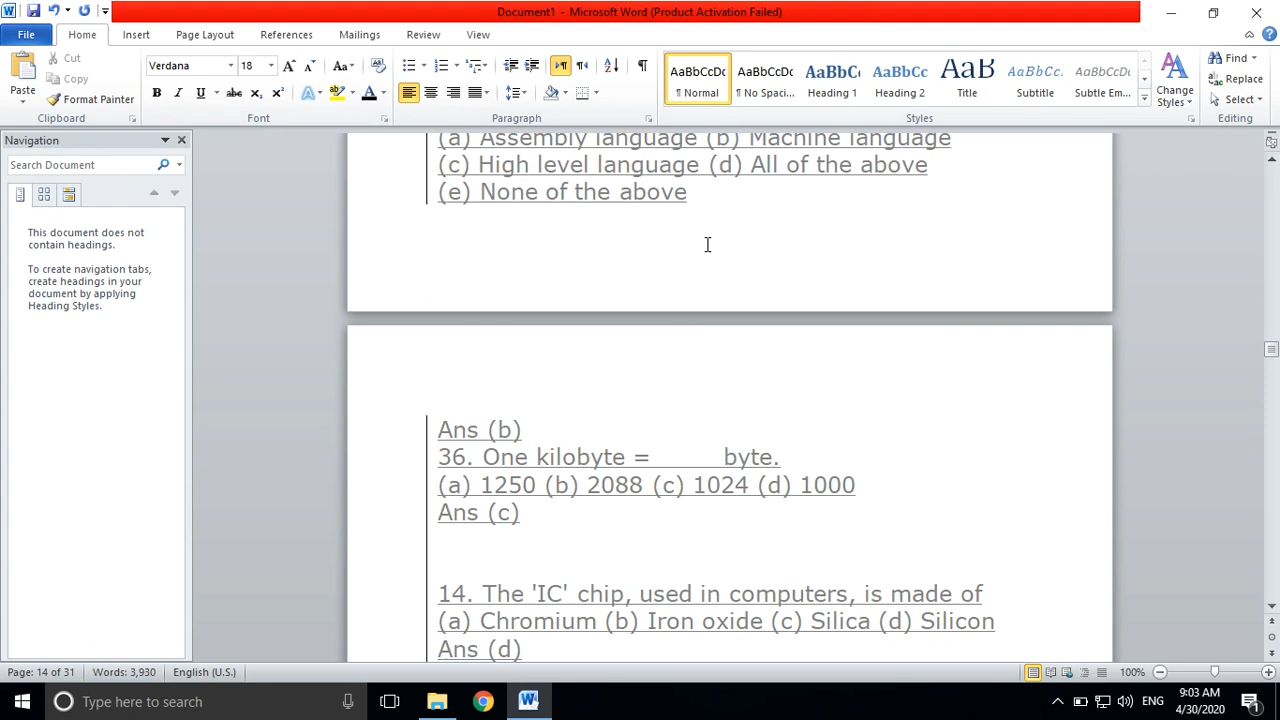 Document1 - Microsoft Word (Product Activation Failed)
File Home Insert Page Layout References Mailings Review View
Paste Cut Copy Format Painter
Clipboard
Verdana 18
Font
Paragraph
AaBbCcDc AaBbCcDc AaBbCc AaBbCc AaB AaBbCc. AaBbCcDc
¶ Normal ¶ No Spaci... Heading 1 Heading 2 Title Subtitle Subtle Em...
Change Styles
Styles
Find Replace Select
Editing
Navigation
Search Document
This document does not
contain headings.
To create navigation tabs,
create headings in your
document by applying
Heading Styles.
(a) Assembly language (b) Machine language
(c) High level language (d) All of the above
(e) None of the above
Ans (b)
36. One kilobyte = _____ byte.
(a) 1250 (b) 2088 (c) 1024 (d) 1000
Ans (c)
14. The 'IC' chip, used in computers, is made of
(a) Chromium (b) Iron oxide (c) Silica (d) Silicon
Ans (d)
Page: 14 of 31 Words: 3,930 English (U.S.) 100%
Type here to search
ENG
9:03 AM
4/30/2020